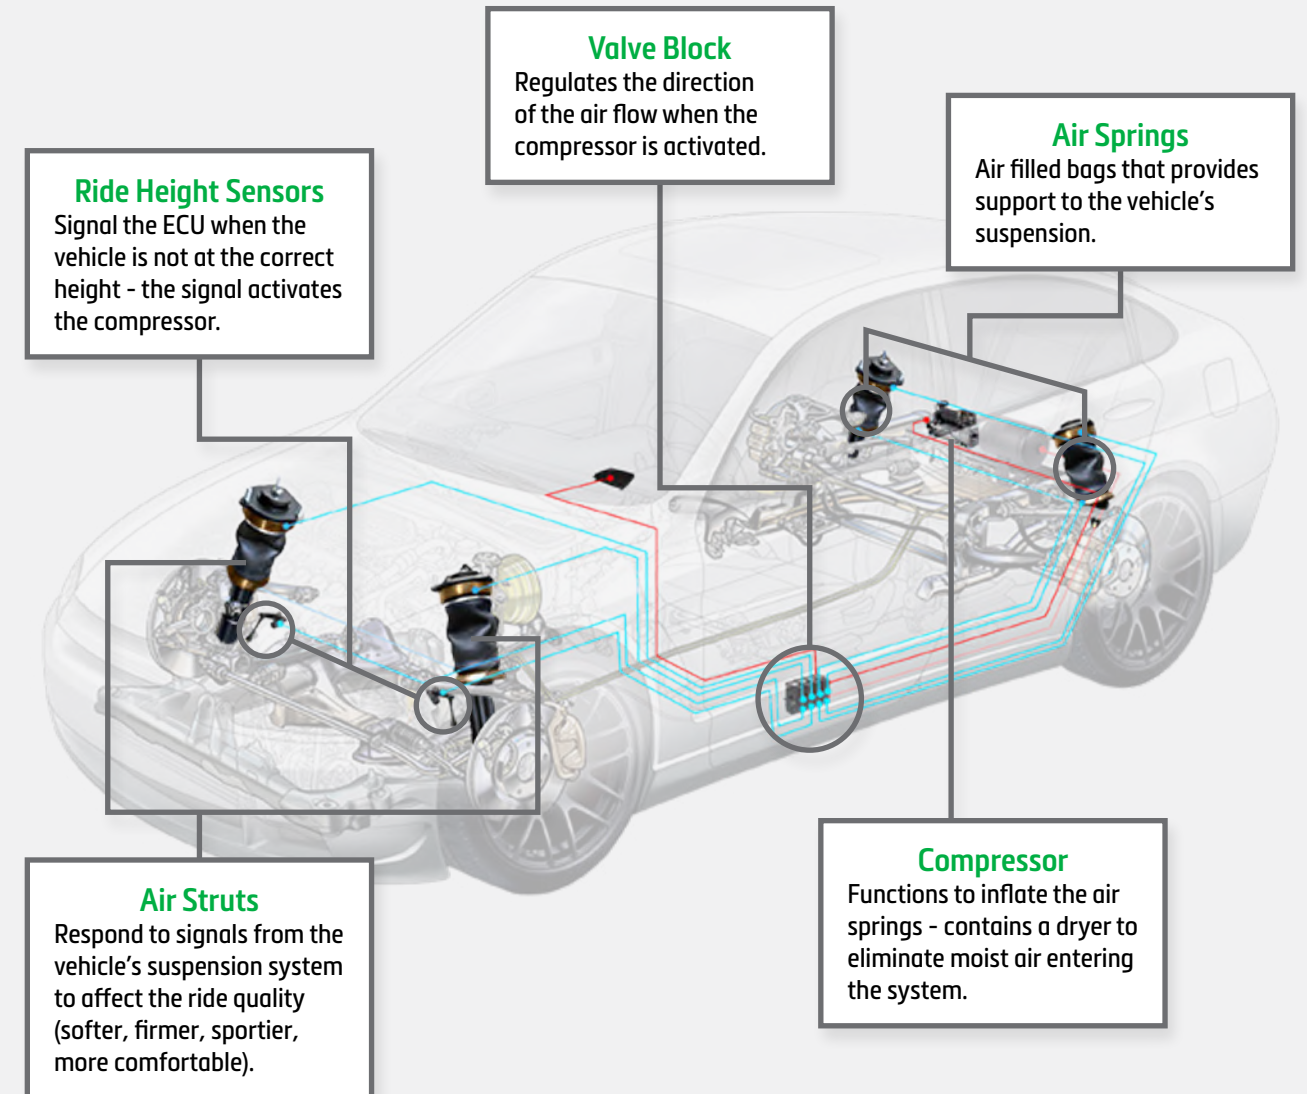 Valve Block
Regulates the direction
of the air flow when the
compressor is activated.
Air Springs
Air filled bags that provides
support to the vehicle's
suspension.
Ride Height Sensors
Signal the ECU when the
vehicle is not at the correct
height - the signal activates
the compressor.
Air Struts
Respond to signals from the
vehicle's suspension system
to affect the ride quality
(softer, firmer, sportier,
more comfortable).
Compressor
Functions to inflate the air
springs - contains a dryer to
eliminate moist air entering
the system.